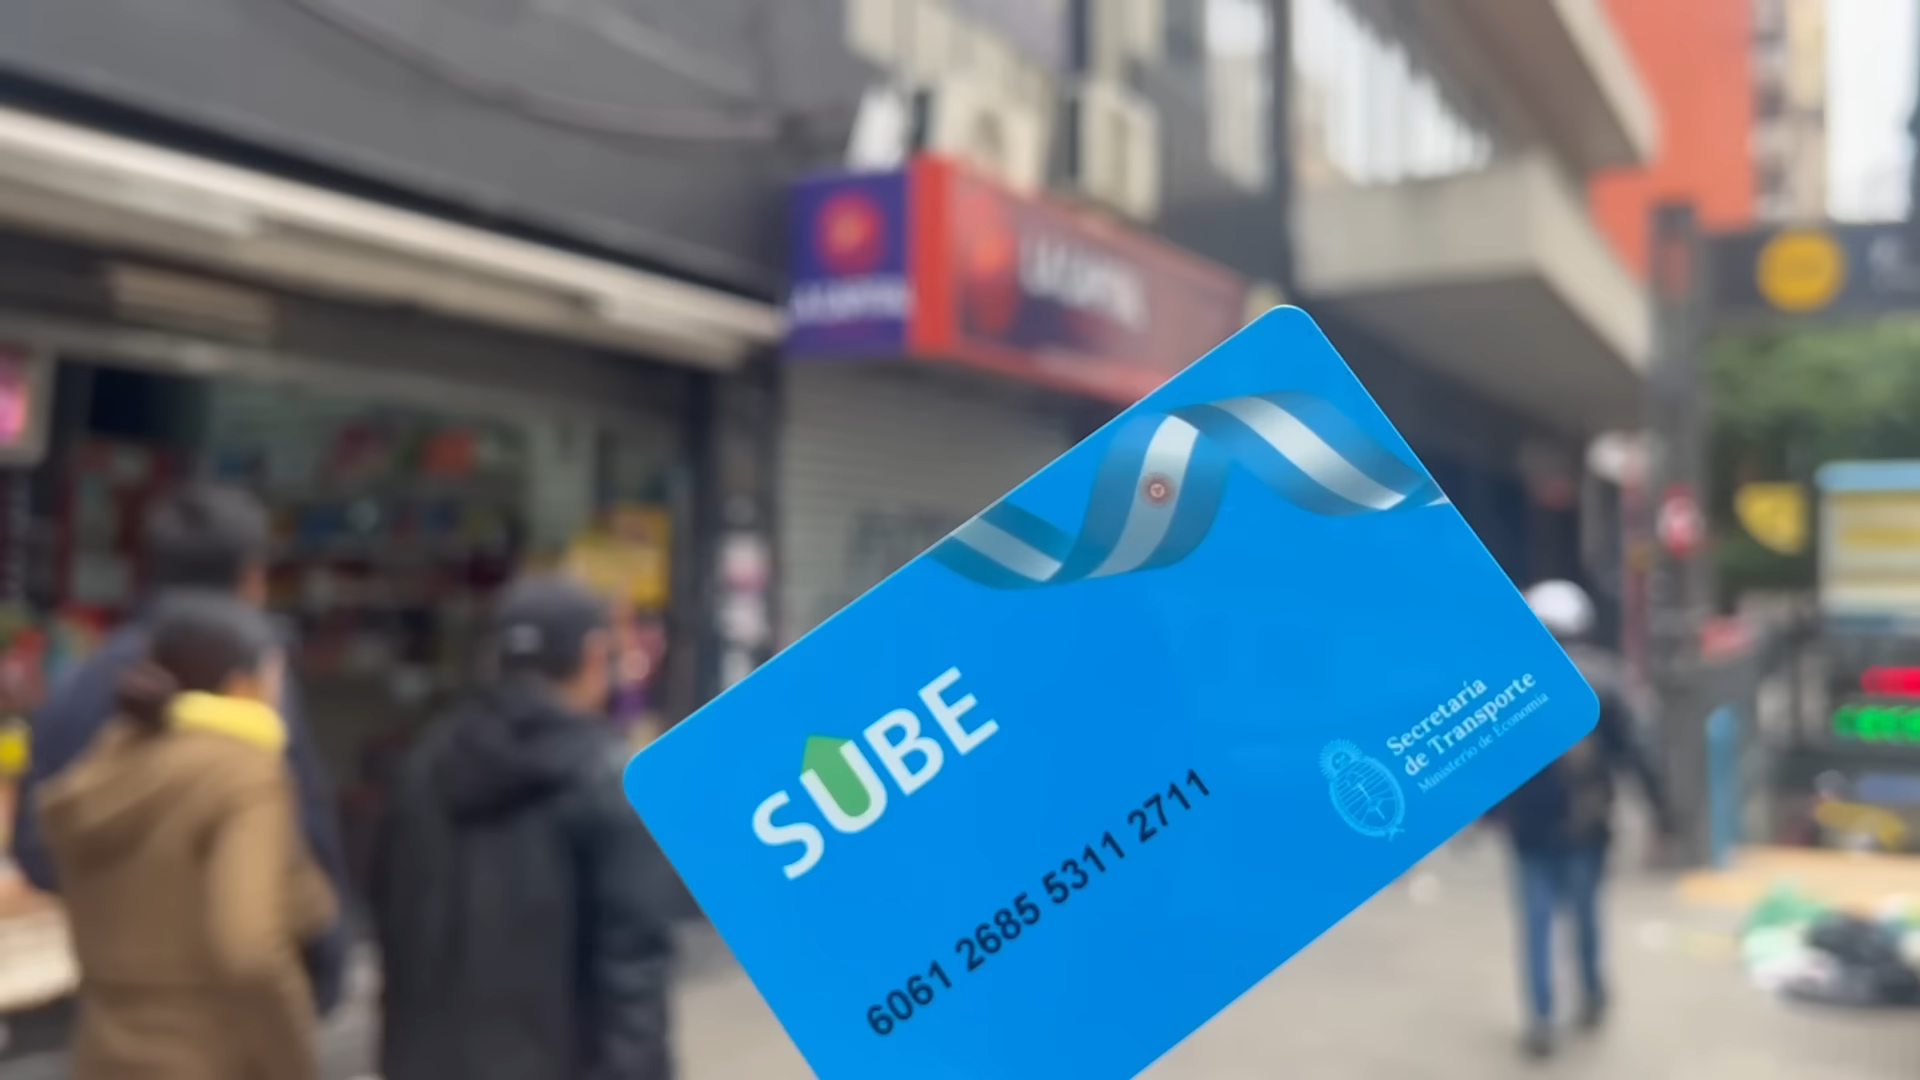 SUBE
6061 2685 5311 2711
Secretaría
de Transporte
Ministerio de Economía